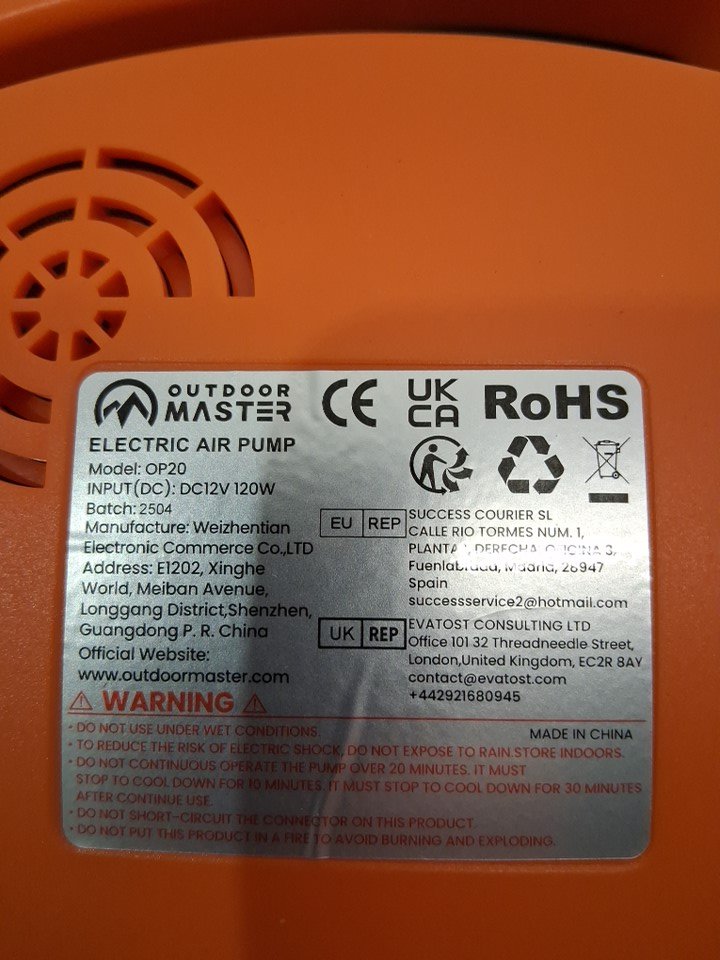 OUTDOOR
MASTER
CE
UK
CA
RoHS
ELECTRIC AIR PUMP
Model: OP20
INPUT(DC): DC12V 120W
Batch: 2504
Manufacture: Weizhentian
Electronic Commerce Co.,LTD
Address: E1202, Xinghe
World, Meiban Avenue,
Longgang District,Shenzhen,
Guangdong P. R. China
Official Website:
www.outdoormaster.com
EU REP
SUCCESS COURIER SL
CALLE RIO TORMES NUM. 1,
DERECHA, 3,
Madrid, 28947
Spain
successservice2@hotmail.com
UK REP
EVATOST CONSULTING LTD
Office 101 32 Threadneedle Street,
London,United Kingdom, EC2R 8AY
contact@evatost.com
+442921680945
WARNING
MADE IN CHINA
• DO NOT USE UNDER WET CONDITIONS.
• TO REDUCE THE RISK OF ELECTRIC SHOCK, DO NOT EXPOSE TO RAIN.STORE INDOORS.
• DO NOT CONTINUOUS OPERATE THE PUMP OVER 20 MINUTES. IT MUST
STOP TO COOL DOWN FOR 10 MINUTES. IT MUST STOP TO COOL DOWN FOR 30 MINUTES
AFTER CONTINUE USE.
• DO NOT SHORT-CIRCUIT THE CONNECTOR ON THIS PRODUCT.
• DO NOT PUT THIS PRODUCT IN A FIRE TO AVOID BURNING AND EXPLODING.